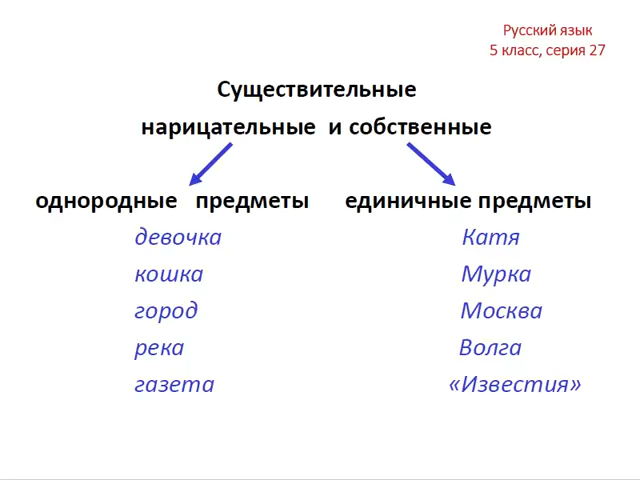 Русский язык
5 класс, серия 27
Существительные
нарицательные и собственные
однородные предметы единичные предметы
девочка Катя
кошка Мурка
город Москва
река Волга
газета «Известия»